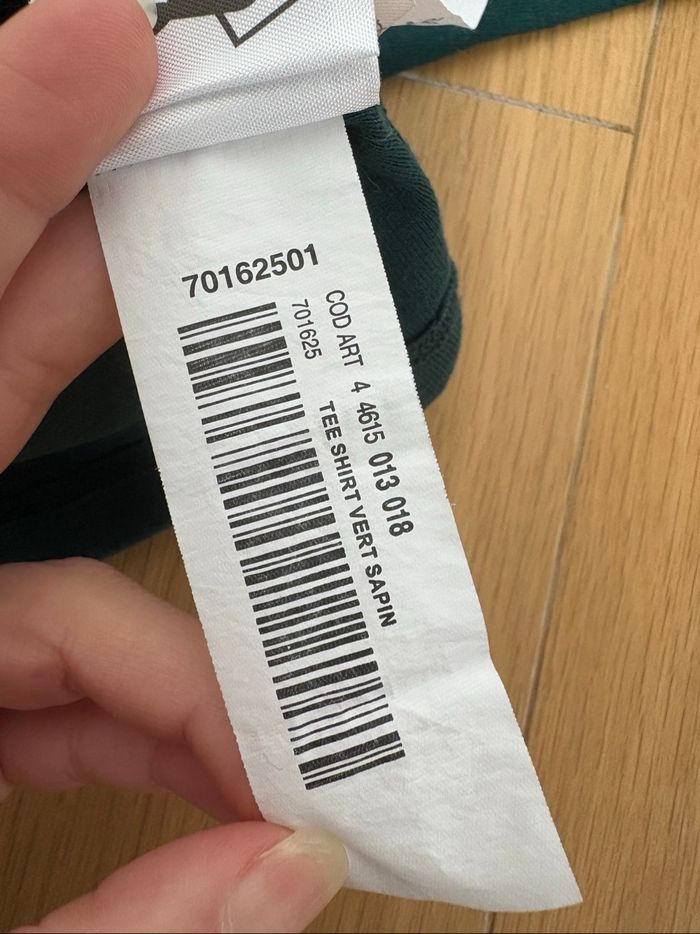 70162501
701625
COD ART 4 4615 013 018
TEE SHIRT VERT SAPIN